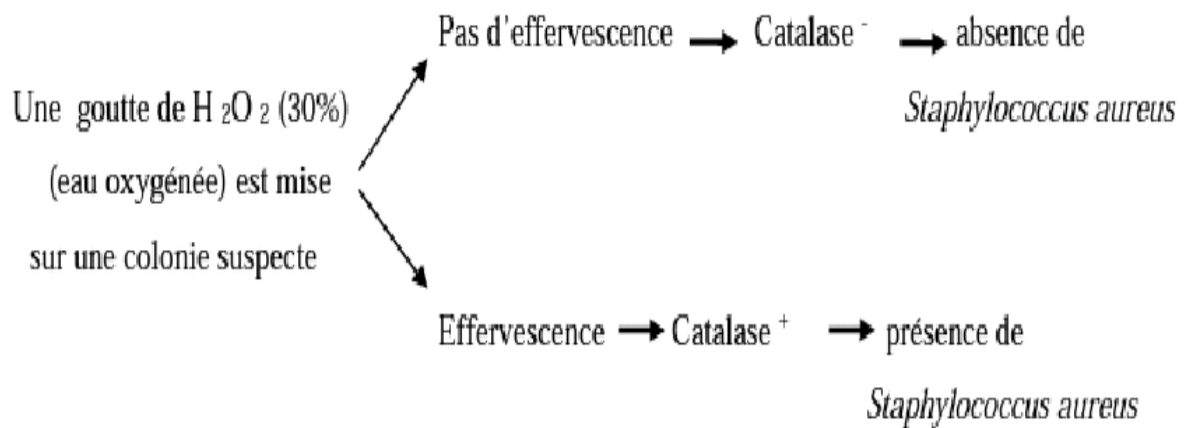 Pas d'effervescence → Catalase ⁻ → absence de
Staphylococcus aureus
Une goutte de H ₂O ₂ (30%)
(eau oxygénée) est mise
sur une colonie suspecte
Effervescence → Catalase ⁺ → présence de
Staphylococcus aureus